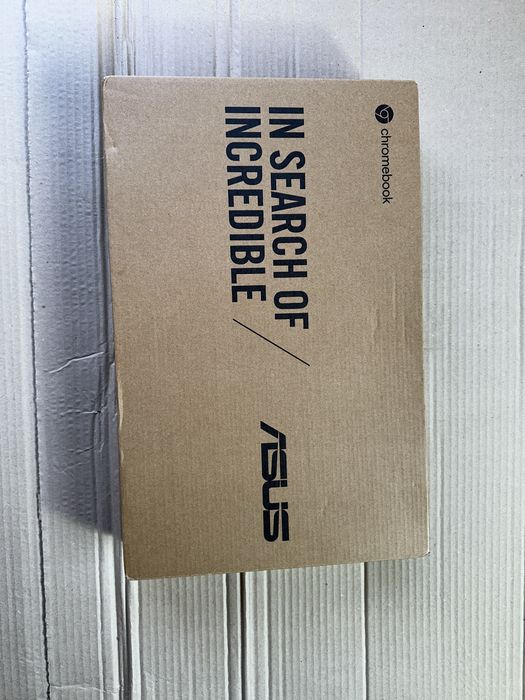 chromebook
IN SEARCH OF
INCREDIBLE /
ASUS